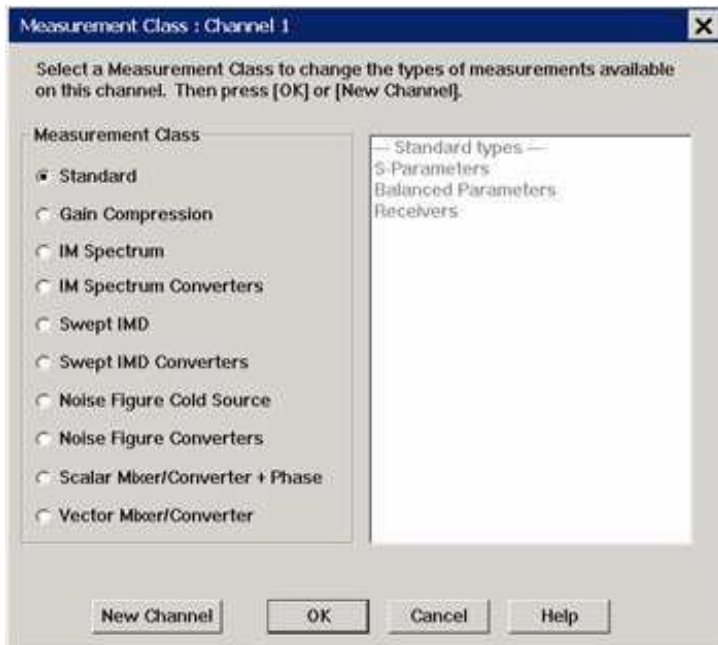 Measurement Class : Channel 1
Select a Measurement Class to change the types of measurements available
on this channel. Then press [OK] or [New Channel].
Measurement Class
Standard
Gain Compression
IM Spectrum
IM Spectrum Converters
Swept IMD
Swept IMD Converters
Noise Figure Cold Source
Noise Figure Converters
Scalar Mixer/Converter + Phase
Vector Mixer/Converter
--- Standard types ---
S-Parameters
Balanced Parameters
Receivers
New Channel
OK
Cancel
Help